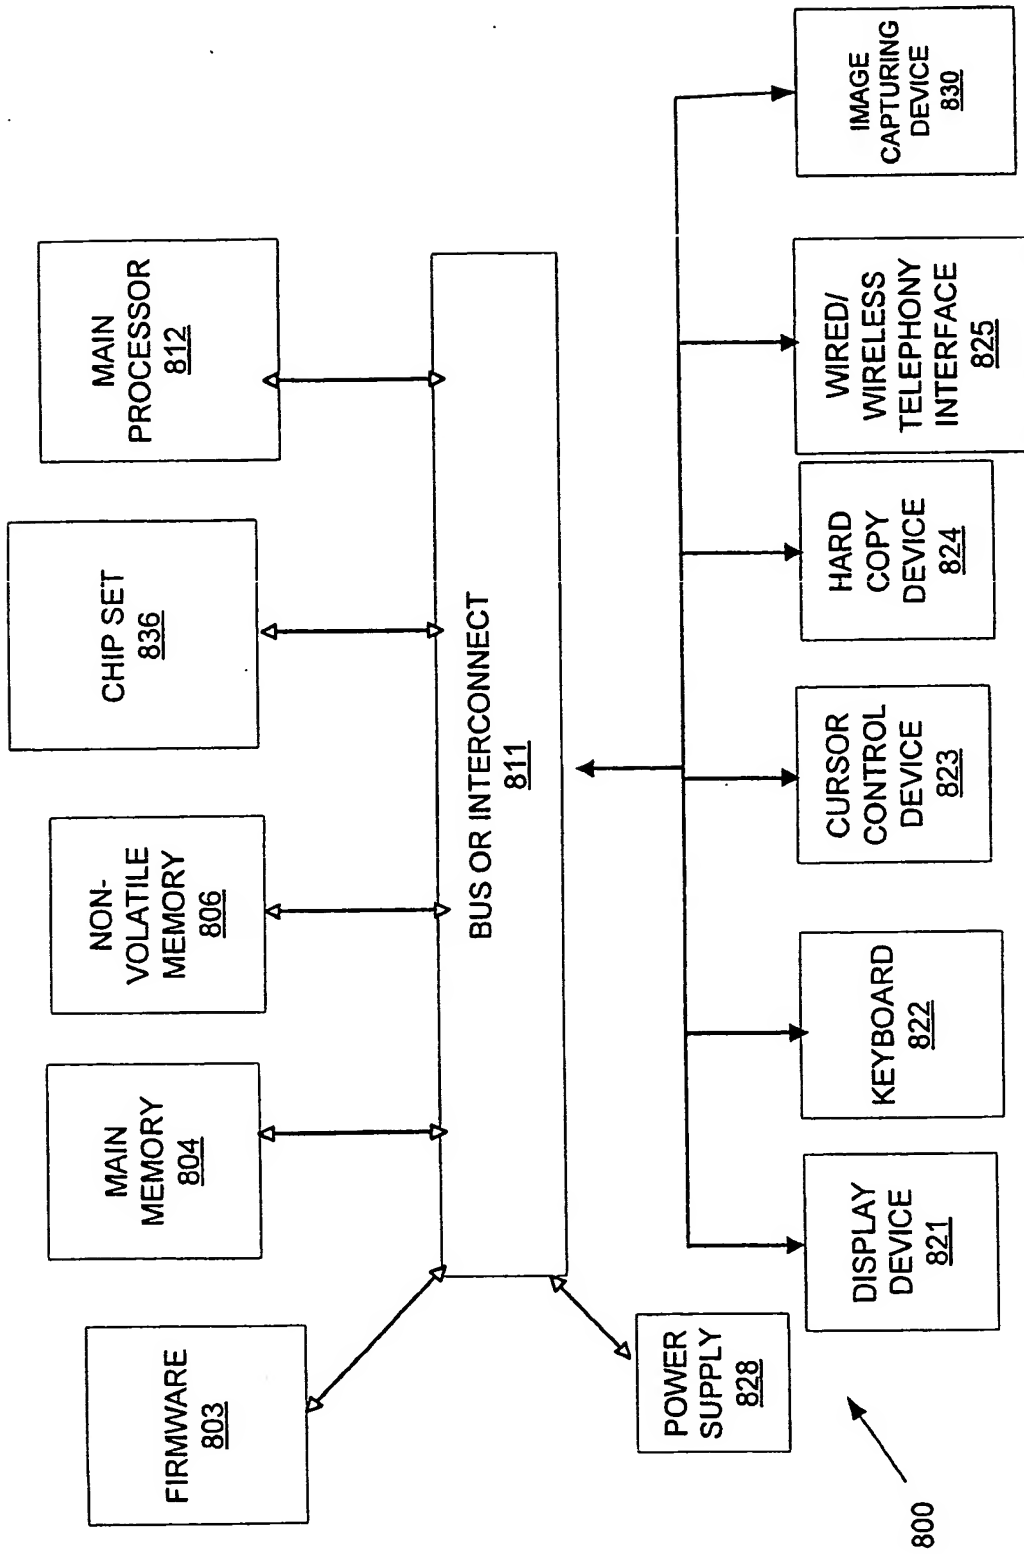 FIRMWARE
803
MAIN
MEMORY
804
NON-
VOLATILE
MEMORY
806
CHIP SET
836
MAIN
PROCESSOR
812
BUS OR INTERCONNECT
811
POWER
SUPPLY
828
DISPLAY
DEVICE
821
KEYBOARD
822
CURSOR
CONTROL
DEVICE
823
HARD
COPY
DEVICE
824
WIRED/
WIRELESS
TELEPHONY
INTERFACE
825
IMAGE
CAPTURING
DEVICE
830
800